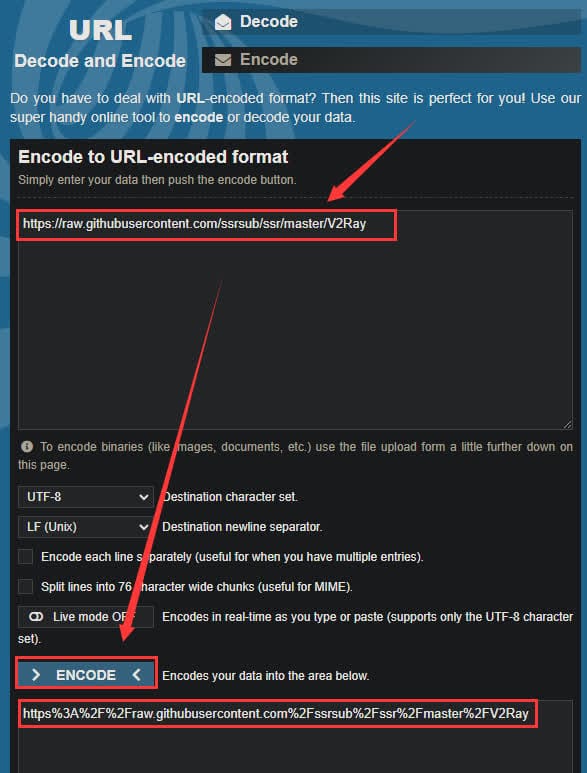 URL
Decode and Encode
Decode
Encode
Do you have to deal with URL-encoded format? Then this site is perfect for you! Use our
super handy online tool to encode or decode your data.
Encode to URL-encoded format
Simply enter your data then push the encode button.
https://raw.githubusercontent.com/ssrsub/ssr/master/V2Ray
To encode binaries (like images, documents, etc.) use the file upload form a little further down on
this page.
UTF-8 Destination character set.
LF (Unix) Destination newline separator.
Encode each line separately (useful for when you have multiple entries).
Split lines into 76 character wide chunks (useful for MIME).
Live mode OFF Encodes in real-time as you type or paste (supports only the UTF-8 character
set).
ENCODE Encodes your data into the area below.
https%3A%2F%2Fraw.githubusercontent.com%2Fssrsub%2Fssr%2Fmaster%2FV2Ray